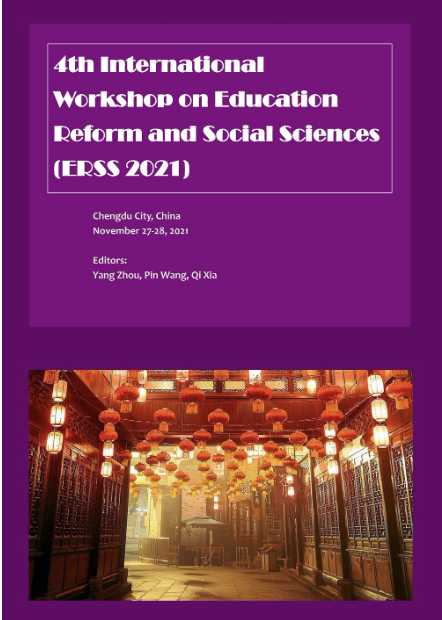 4th International
Workshop on Education
Reform and Social Sciences
(ERSS 2021)
Chengdu City, China
November 27-28, 2021
Editors:
Yang Zhou, Pin Wang, Qi Xia